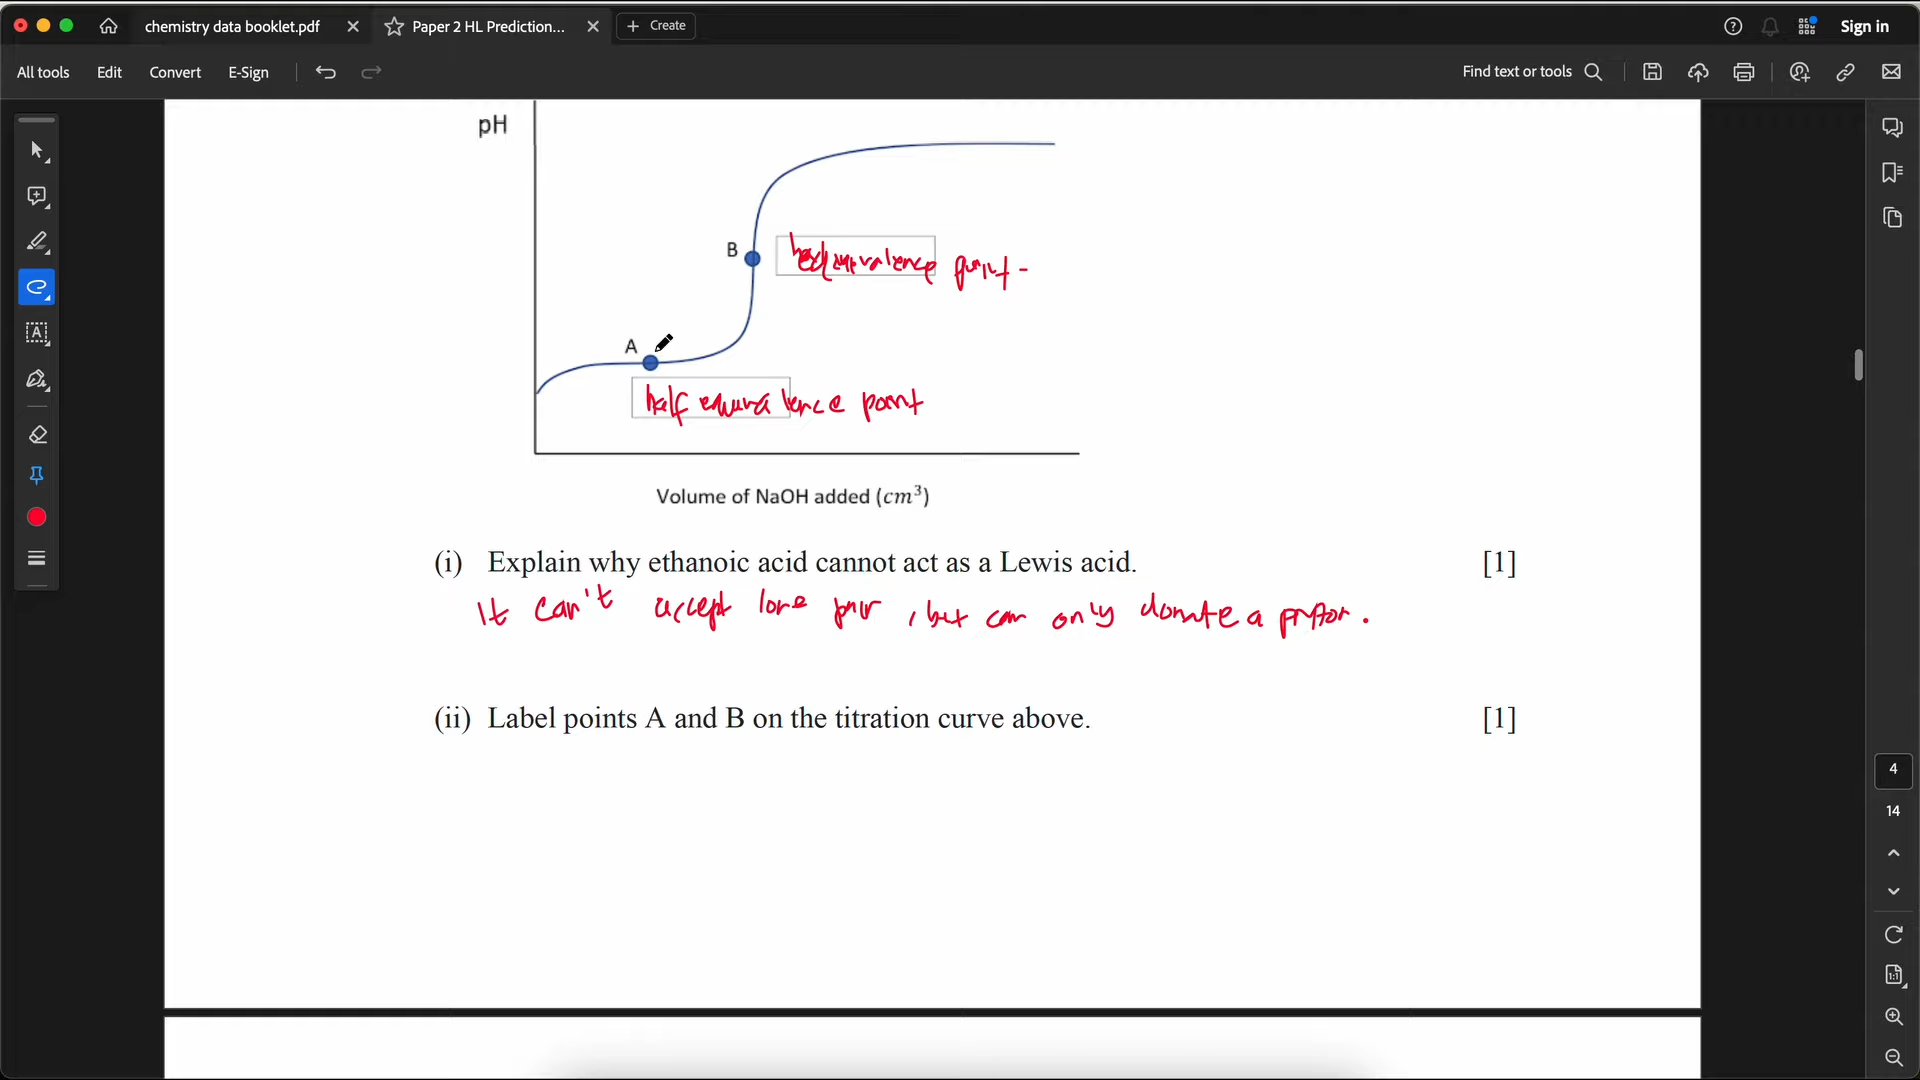 chemistry data booklet.pdf
Paper 2 HL Prediction...
Create
Sign in
All tools
Edit
Convert
E-Sign
Find text or tools
pH
B
equivalence point -
A
half equivalence point
Volume of NaOH added (cm³)
(i) Explain why ethanoic acid cannot act as a Lewis acid. [1]
It can't accept lone pair , but can only donate a proton .
(ii) Label points A and B on the titration curve above. [1]
4
14